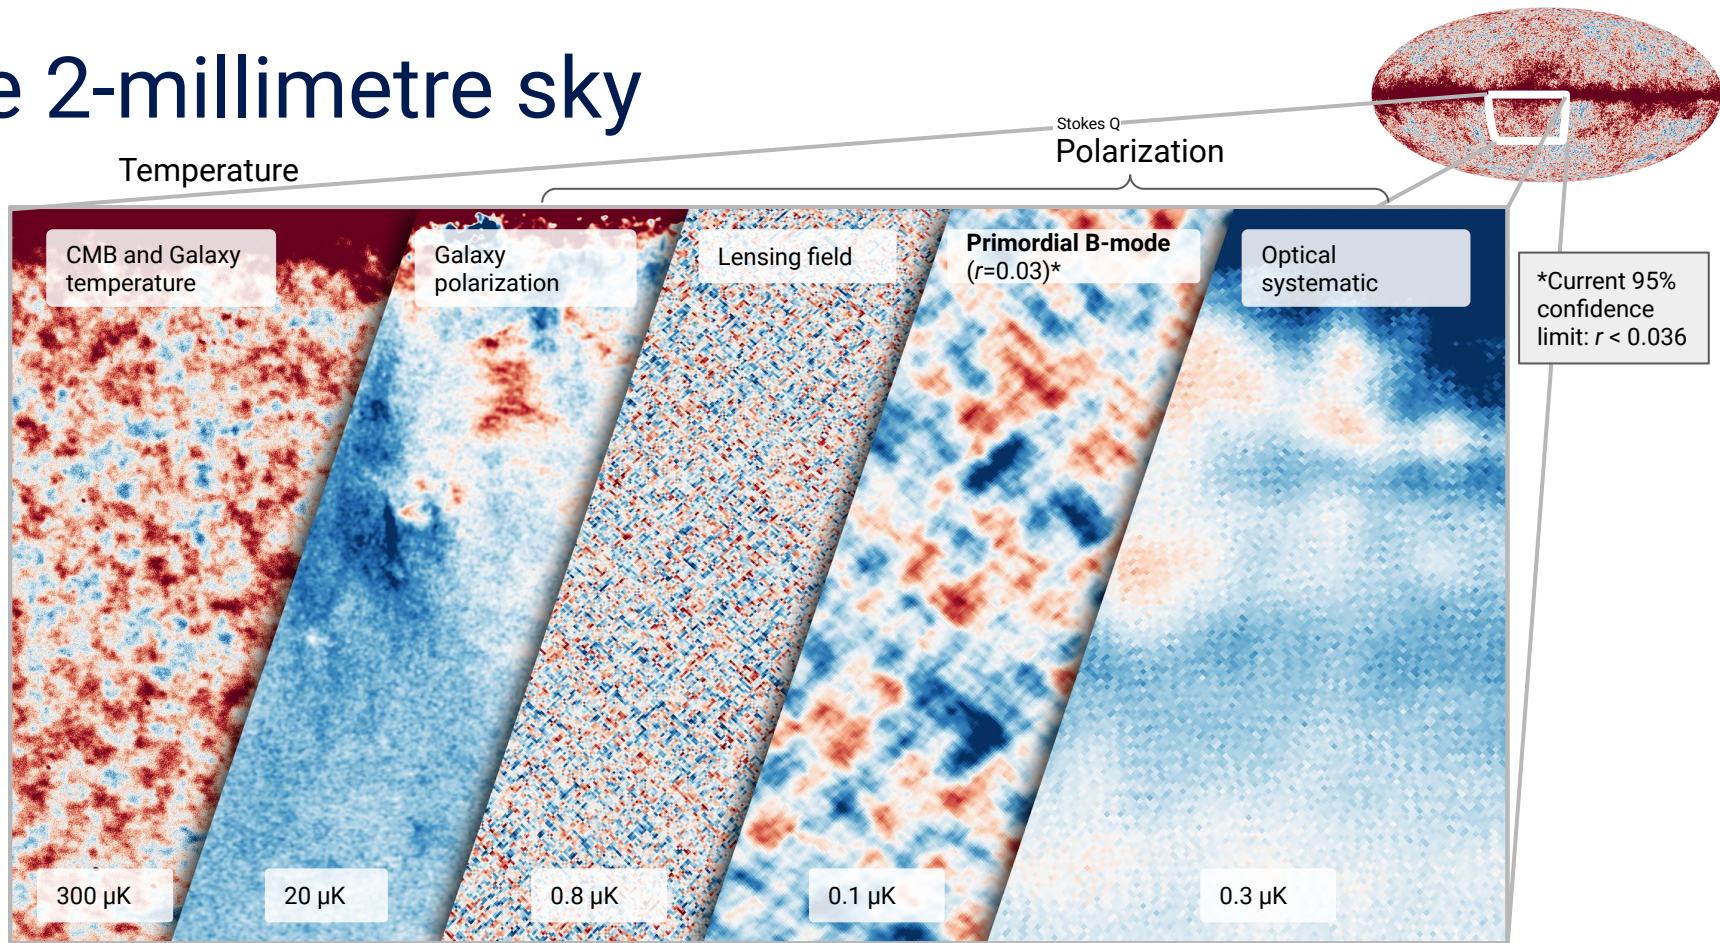 e 2-millimetre sky
Temperature
Stokes Q
Polarization
CMB and Galaxy
temperature
Galaxy
polarization
Lensing field
Primordial B-mode
(r=0.03)*
Optical
systematic
*Current 95%
confidence
limit: r < 0.036
300 µK
20 µK
0.8 µK
0.1 µK
0.3 µK